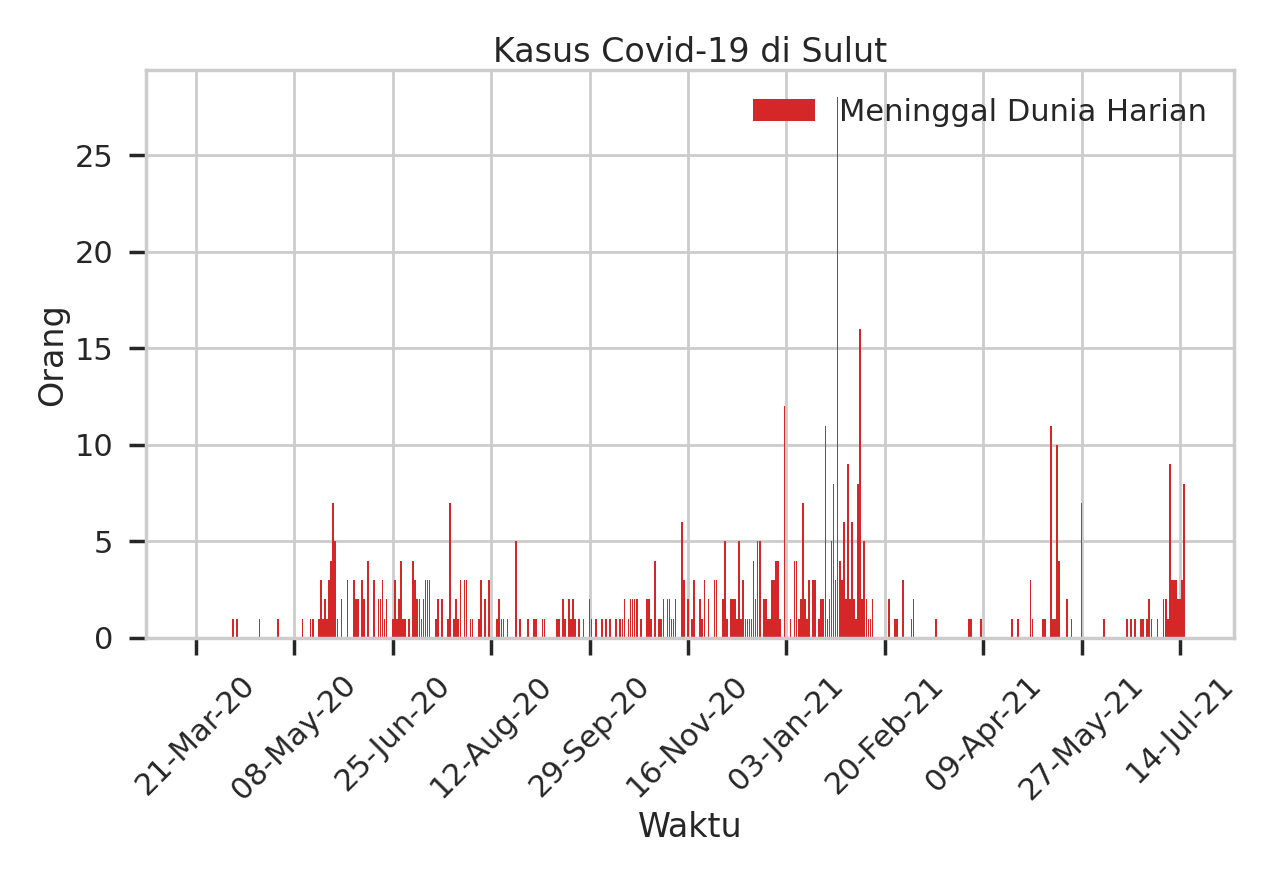 Kasus Covid-19 di Sulut
Meninggal Dunia Harian
25
20
15
10
5
0
Orang
21-Mar-20
08-May-20
25-Jun-20
12-Aug-20
29-Sep-20
16-Nov-20
03-Jan-21
20-Feb-21
09-Apr-21
27-May-21
14-Jul-21
Waktu